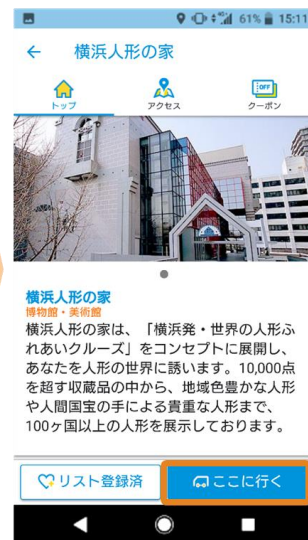 61% 15:11
横浜人形の家
トップ
アクセス
OFF
クーポン
横浜人形の家
博物館・美術館
横浜人形の家は、「横浜発・世界の人形ふ
れあいクルーズ」をコンセプトに展開し、
あなたを人形の世界に誘います。10,000点
を超す収蔵品の中から、地域色豊かな人形
や人間国宝の手による貴重な人形まで、
100ヶ国以上の人形を展示しております。
リスト登録済
ここに行く